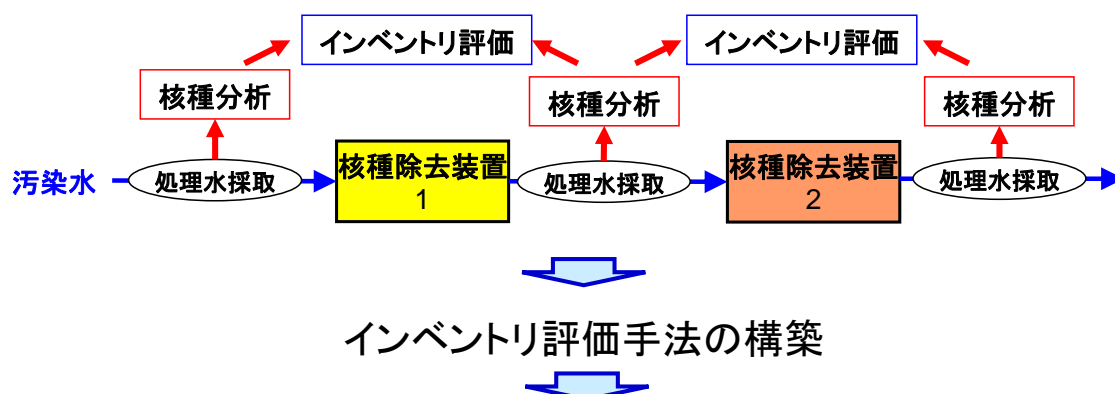 インベントリ評価
インベントリ評価
核種分析
核種分析
核種分析
汚染水
処理水採取
核種除去装置
1
処理水採取
核種除去装置
2
処理水採取
インベントリ評価手法の構築